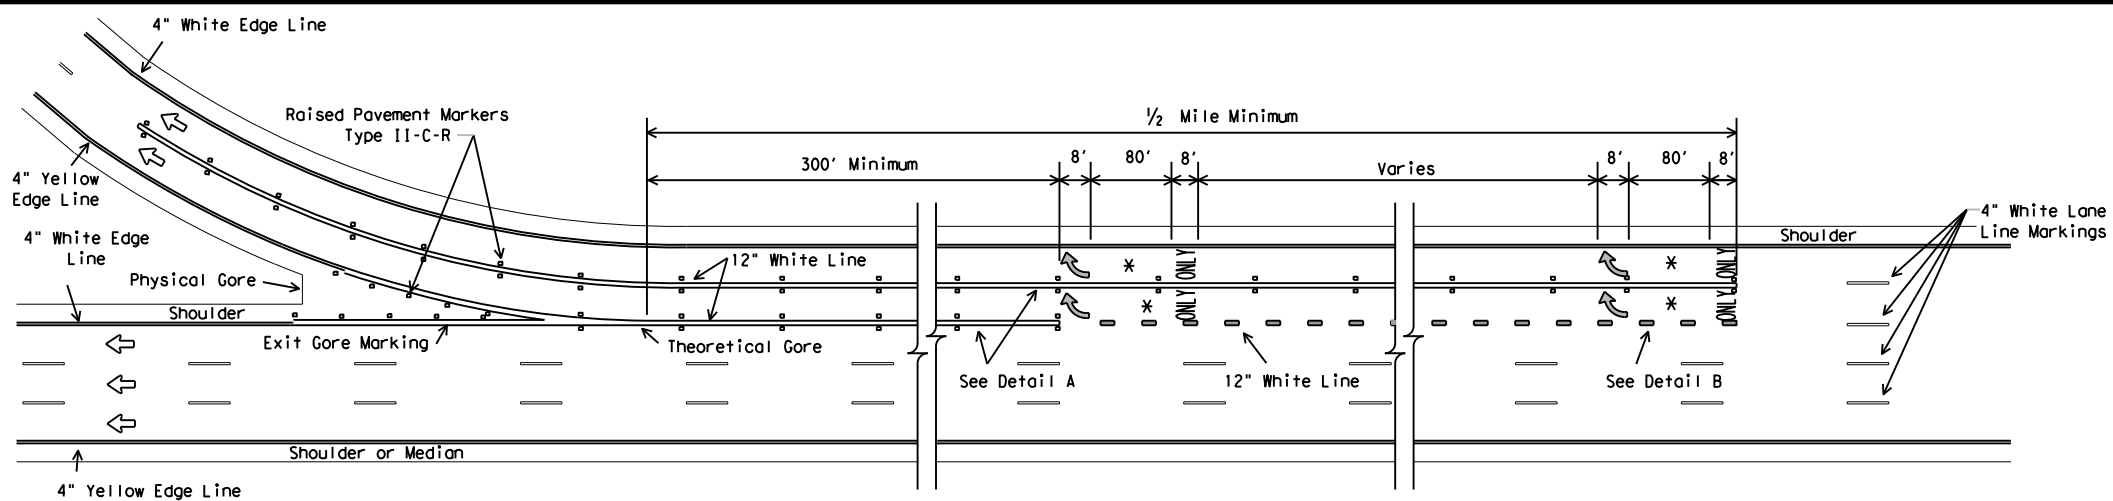 4" White Edge Line
½ Mile Minimum
Raised Pavement Markers
Type II-C-R
300' Minimum
8'
80'
8'
Varies
8'
80'
8'
4" Yellow
Edge Line
4" White Lane
Line Markings
4" White Edge
Line
Shoulder
12" White Line
*
ONLY
*
ONLY
Physical Gore
*
ONLY
*
ONLY
Shoulder
Exit Gore Marking
Theoretical Gore
See Detail A
12" White Line
See Detail B
Shoulder or Median
4" Yellow Edge Line